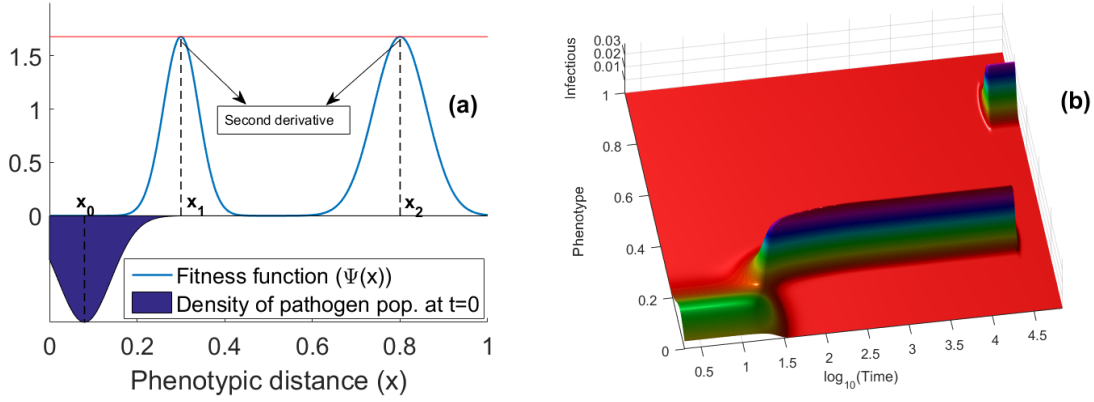 1.5
1
0.5
0
(a)
Second derivative
x0
x1
x2
Fitness function (Ψ(x))
Density of pathogen pop. at t=0
0 0.2 0.4 0.6 0.8 1
Phenotypic distance (x)
(b)
Infectious
0.03
0.02
0.01
Phenotype
1
0.8
0.6
0.4
0.2
0
0.5 1 1.5 2 2.5 3 3.5 4 4.5
log10(Time)